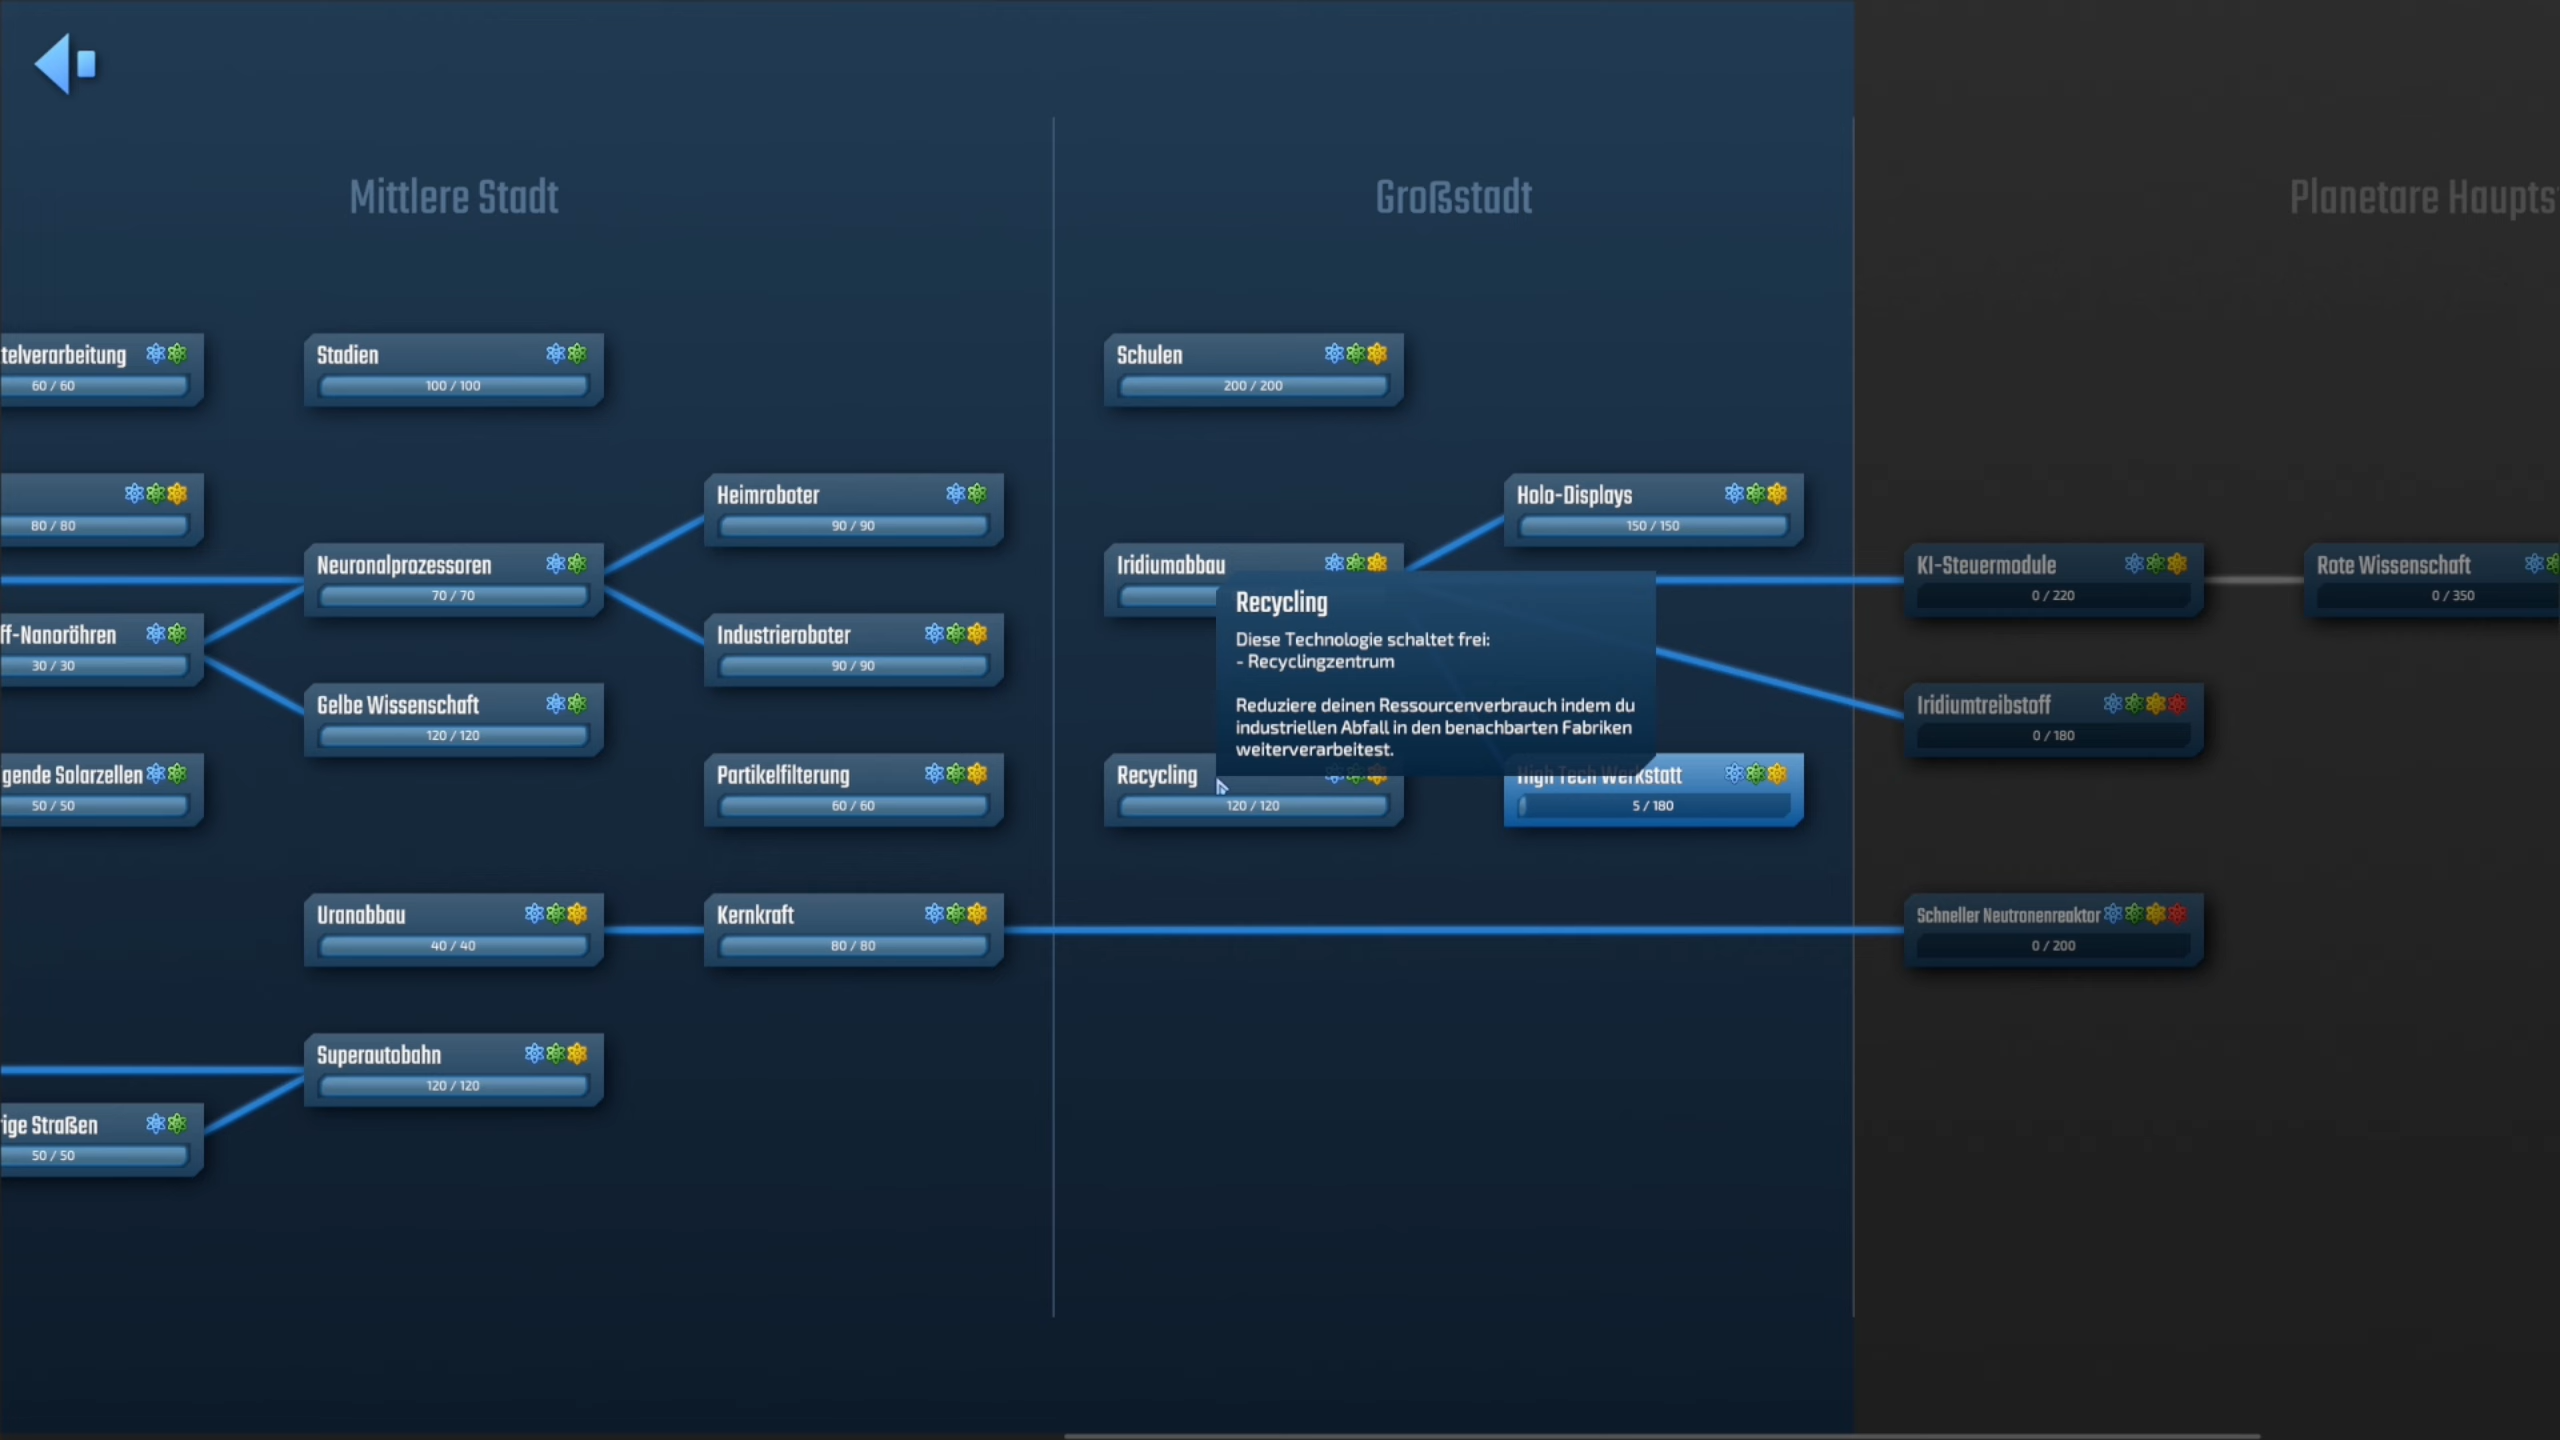 Mittlere Stadt
Großstadt
Planetare Haupts
telverarbeitung
60 / 60
Stadien
100 / 100
Schulen
200 / 200
80 / 80
Heimroboter
90 / 90
Holo-Displays
150 / 150
Neuronalprozessoren
70 / 70
Iridiumabbau
KI-Steuermodule
0 / 220
Rote Wissenschaft
0 / 350
ff-Nanoröhren
30 / 30
Industrieroboter
90 / 90
Recycling
Diese Technologie schaltet frei:
- Recyclingzentrum
Reduziere deinen Ressourcenverbrauch indem du
industriellen Abfall in den benachbarten Fabriken
weiterverarbeitest.
Gelbe Wissenschaft
120 / 120
Iridiumtreibstoff
0 / 180
gende Solarzellen
50 / 50
Partikelfilterung
60 / 60
Recycling
120 / 120
High Tech Werkstatt
5 / 180
Uranabbau
40 / 40
Kernkraft
80 / 80
Schneller Neutronenreaktor
0 / 200
Superautobahn
120 / 120
rige Straßen
50 / 50